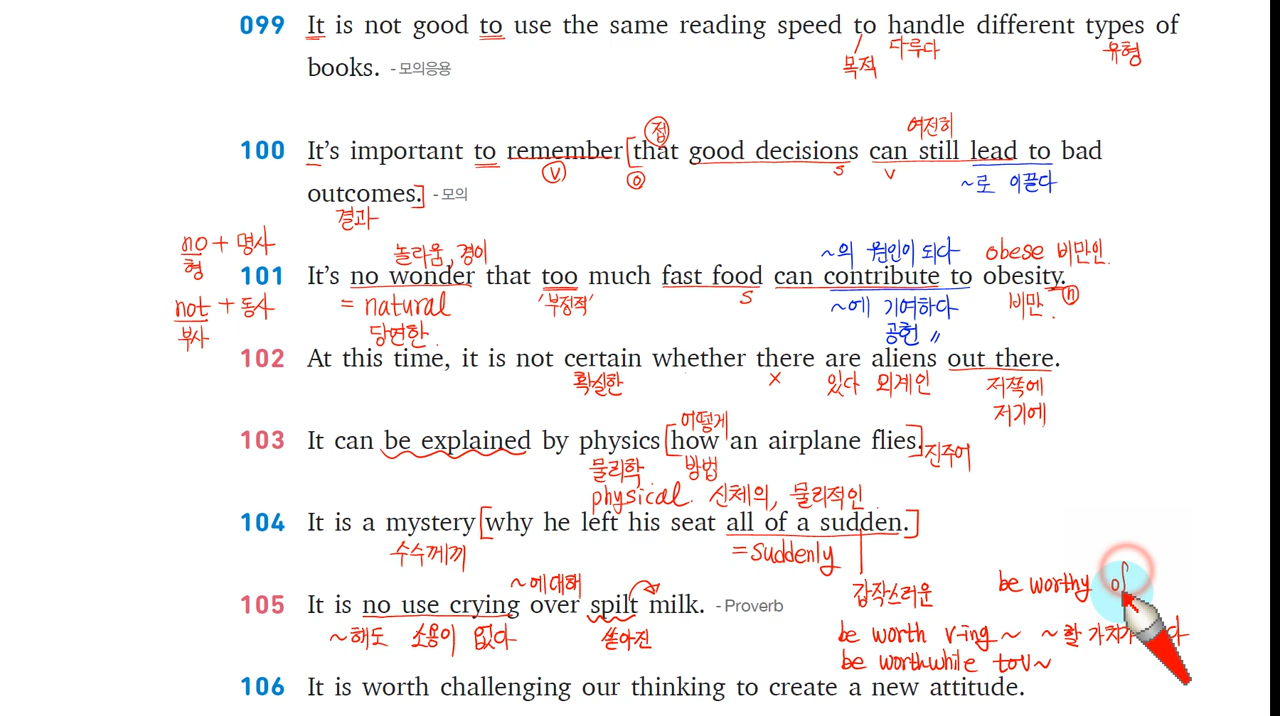 099 It is not good to use the same reading speed to handle different types of
목적 다루다 유형
books. - 모의응용
접 여전히
100 It's important to remember [that good decisions can still lead to bad
v o s v ~로 이끌다
outcomes.] - 모의
결과
no + 명사
형
놀라움, 경이 ~의 원인이 되다 obese 비만인
101 It's no wonder that too much fast food can contribute to obesity.
not + 동사
부사
= natural '부정적' s ~에 기여하다 비만 n
당연한 공헌 〃
102 At this time, it is not certain whether there are aliens out there.
확실한 x 있다 외계인 저쪽에
저기에
어떻게
103 It can be explained by physics [how an airplane flies.] 진주어
물리학 방법
physical. 신체의, 물리적인
104 It is a mystery [why he left his seat all of a sudden.]
수수께끼 = suddenly
갑작스러운
~에 대해
105 It is no use crying over spilt milk. - Proverb
~해도 소용이 없다 쏟아진
be worthy of
be worth v-ing ~ ~할 가치가
be worthwhile to v ~
106 It is worth challenging our thinking to create a new attitude.